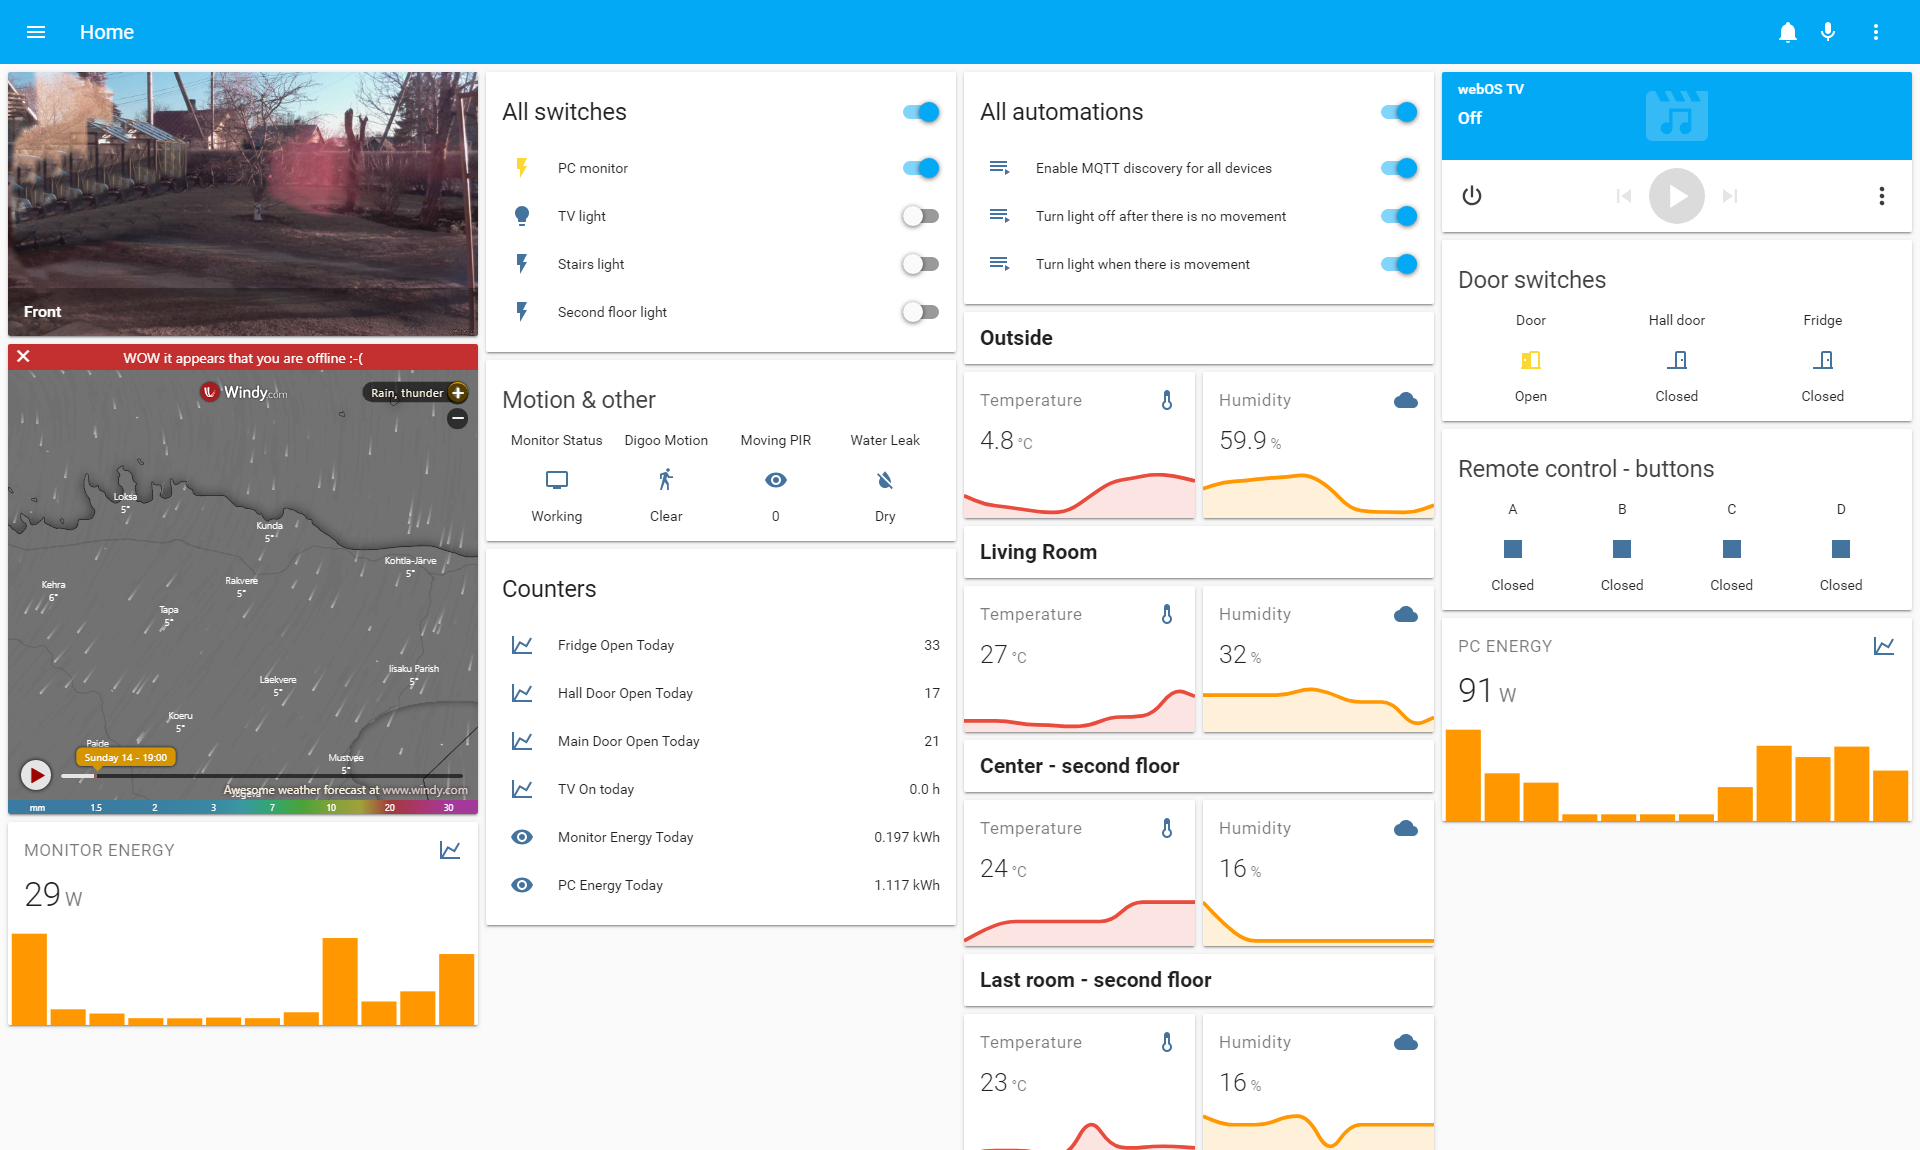 Home
Front
WOW it appears that you are offline :-(
Windy.com
Rain, thunder
Loksa
5°
Kunda
5°
Kohtla-Järve
5°
Kehra
6°
Rakvere
5°
Tapa
5°
Iisaku Parish
5°
Laekvere
5°
Koeru
5°
Paide
Sunday 14 - 19:00
Mustvee
5°
Awesome weather forecast at www.windy.com
mm 1.5 2 3 7 10 20 30
MONITOR ENERGY
29 W
All switches
PC monitor
TV light
Stairs light
Second floor light
Motion & other
Monitor Status Digoo Motion Moving PIR Water Leak
Working Clear 0 Dry
Counters
Fridge Open Today 33
Hall Door Open Today 17
Main Door Open Today 21
TV On today 0.0 h
Monitor Energy Today 0.197 kWh
PC Energy Today 1.117 kWh
All automations
Enable MQTT discovery for all devices
Turn light off after there is no movement
Turn light when there is movement
Outside
Temperature
4.8 °C
Humidity
59.9 %
Living Room
Temperature
27 °C
Humidity
32 %
Center - second floor
Temperature
24 °C
Humidity
16 %
Last room - second floor
Temperature
23 °C
Humidity
16 %
webOS TV
Off
Door switches
Door Hall door Fridge
Open Closed Closed
Remote control - buttons
A B C D
Closed Closed Closed Closed
PC ENERGY
91 W